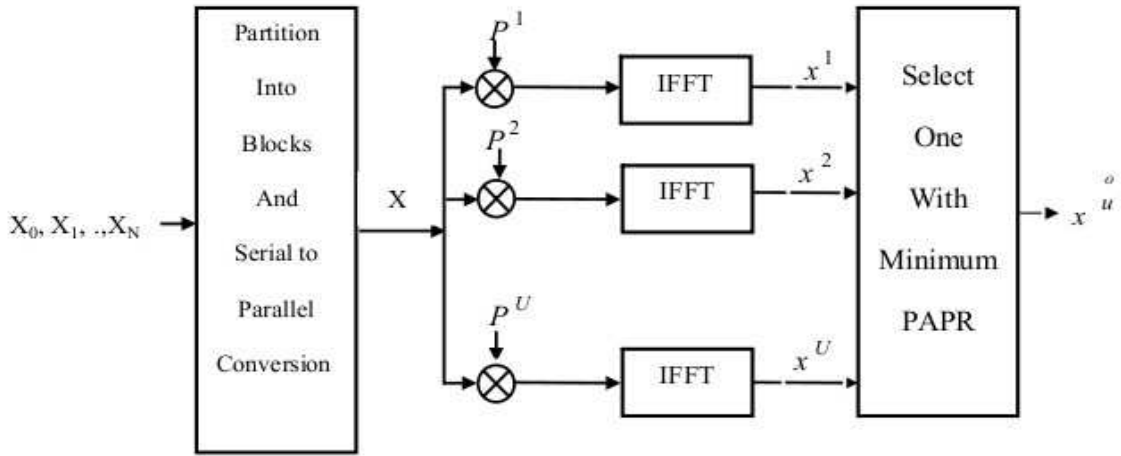 X₀, X₁, .,X_N
Partition
Into
Blocks
And
Serial to
Parallel
Conversion
X
P¹
IFFT
x¹
P²
IFFT
x²
P^U
IFFT
x^U
Select
One
With
Minimum
PAPR
o
x u